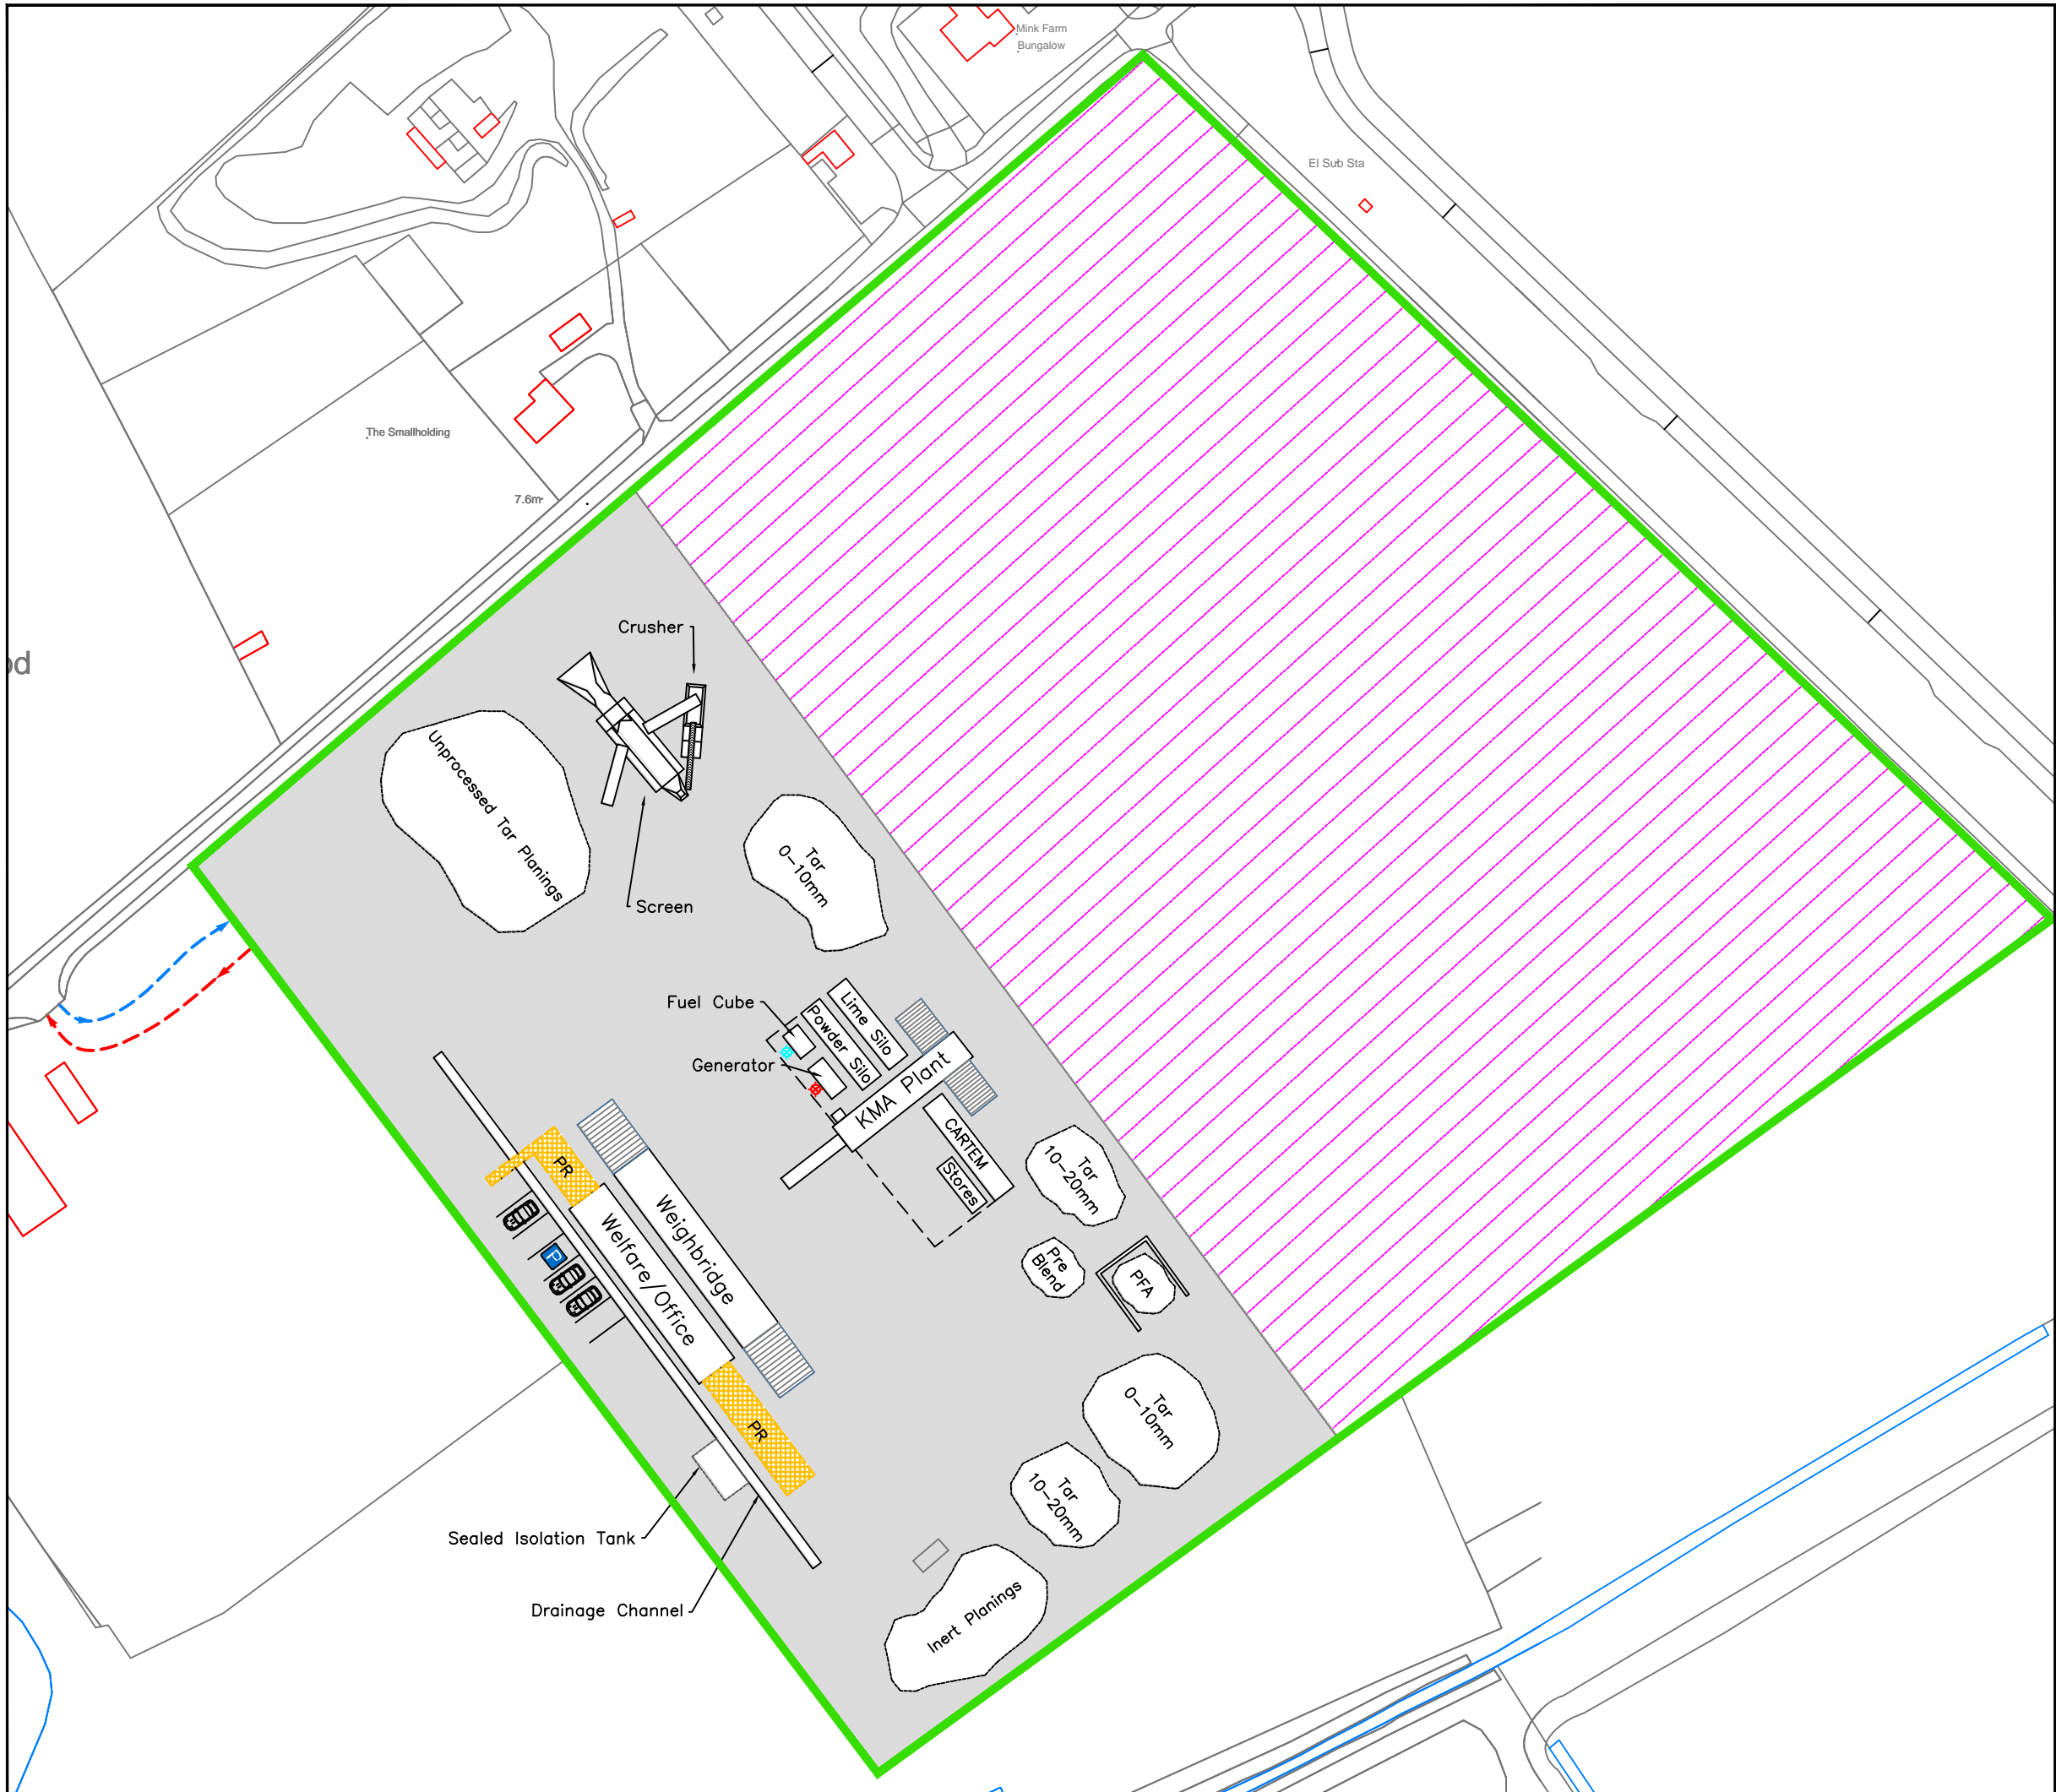 Mink Farm
Bungalow
El Sub Sta
The Smallholding
7.6m
od
Crusher
Unprocessed Tar Planings
Tar
0-10mm
Screen
Fuel Cube
Lime Silo
Powder Silo
Generator
KMA Plant
CARTEM
Stores
Tar
10-20mm
PR
Weighbridge
Welfare/Office
P
Pre
Blend
PFA
Tar
0-10mm
PR
Tar
10-20mm
Sealed Isolation Tank
Drainage Channel
Inert Planings